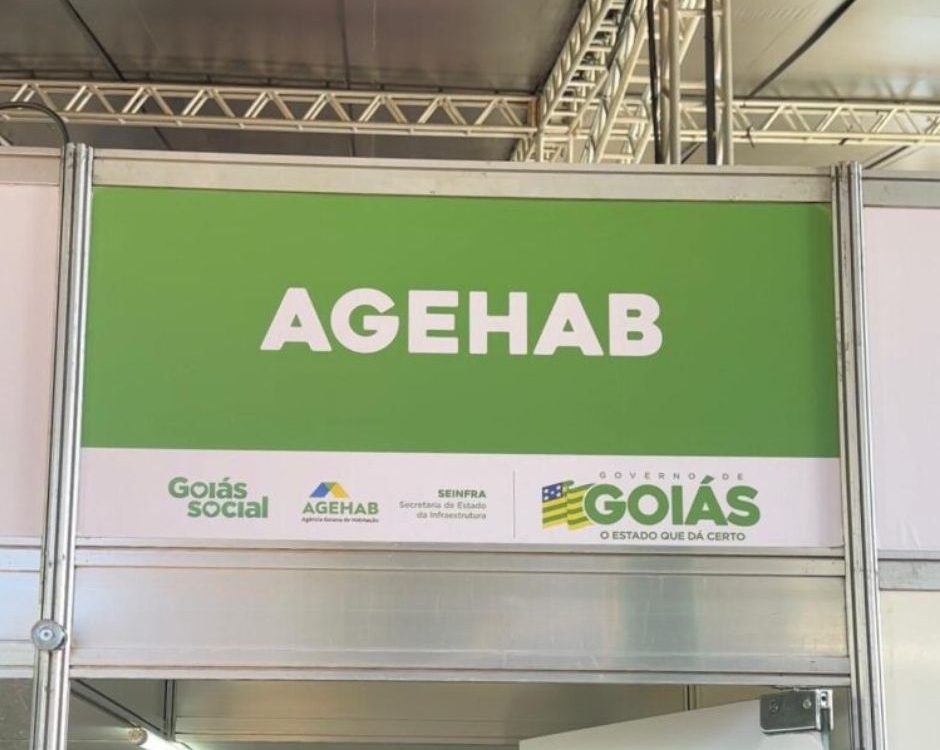 AGEHAB
Goiás
social
AGEHAB
Agência Goiana de Habitação
SEINFRA
Secretaria de Estado
da Infraestrutura
GOVERNO DE
GOIÁS
O ESTADO QUE DÁ CERTO